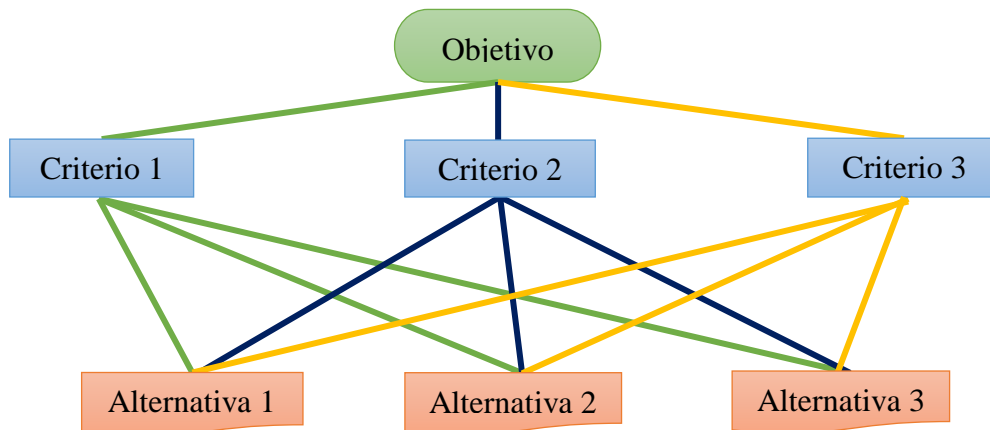 Objetivo
Criterio 1
Criterio 2
Criterio 3
Alternativa 1
Alternativa 2
Alternativa 3